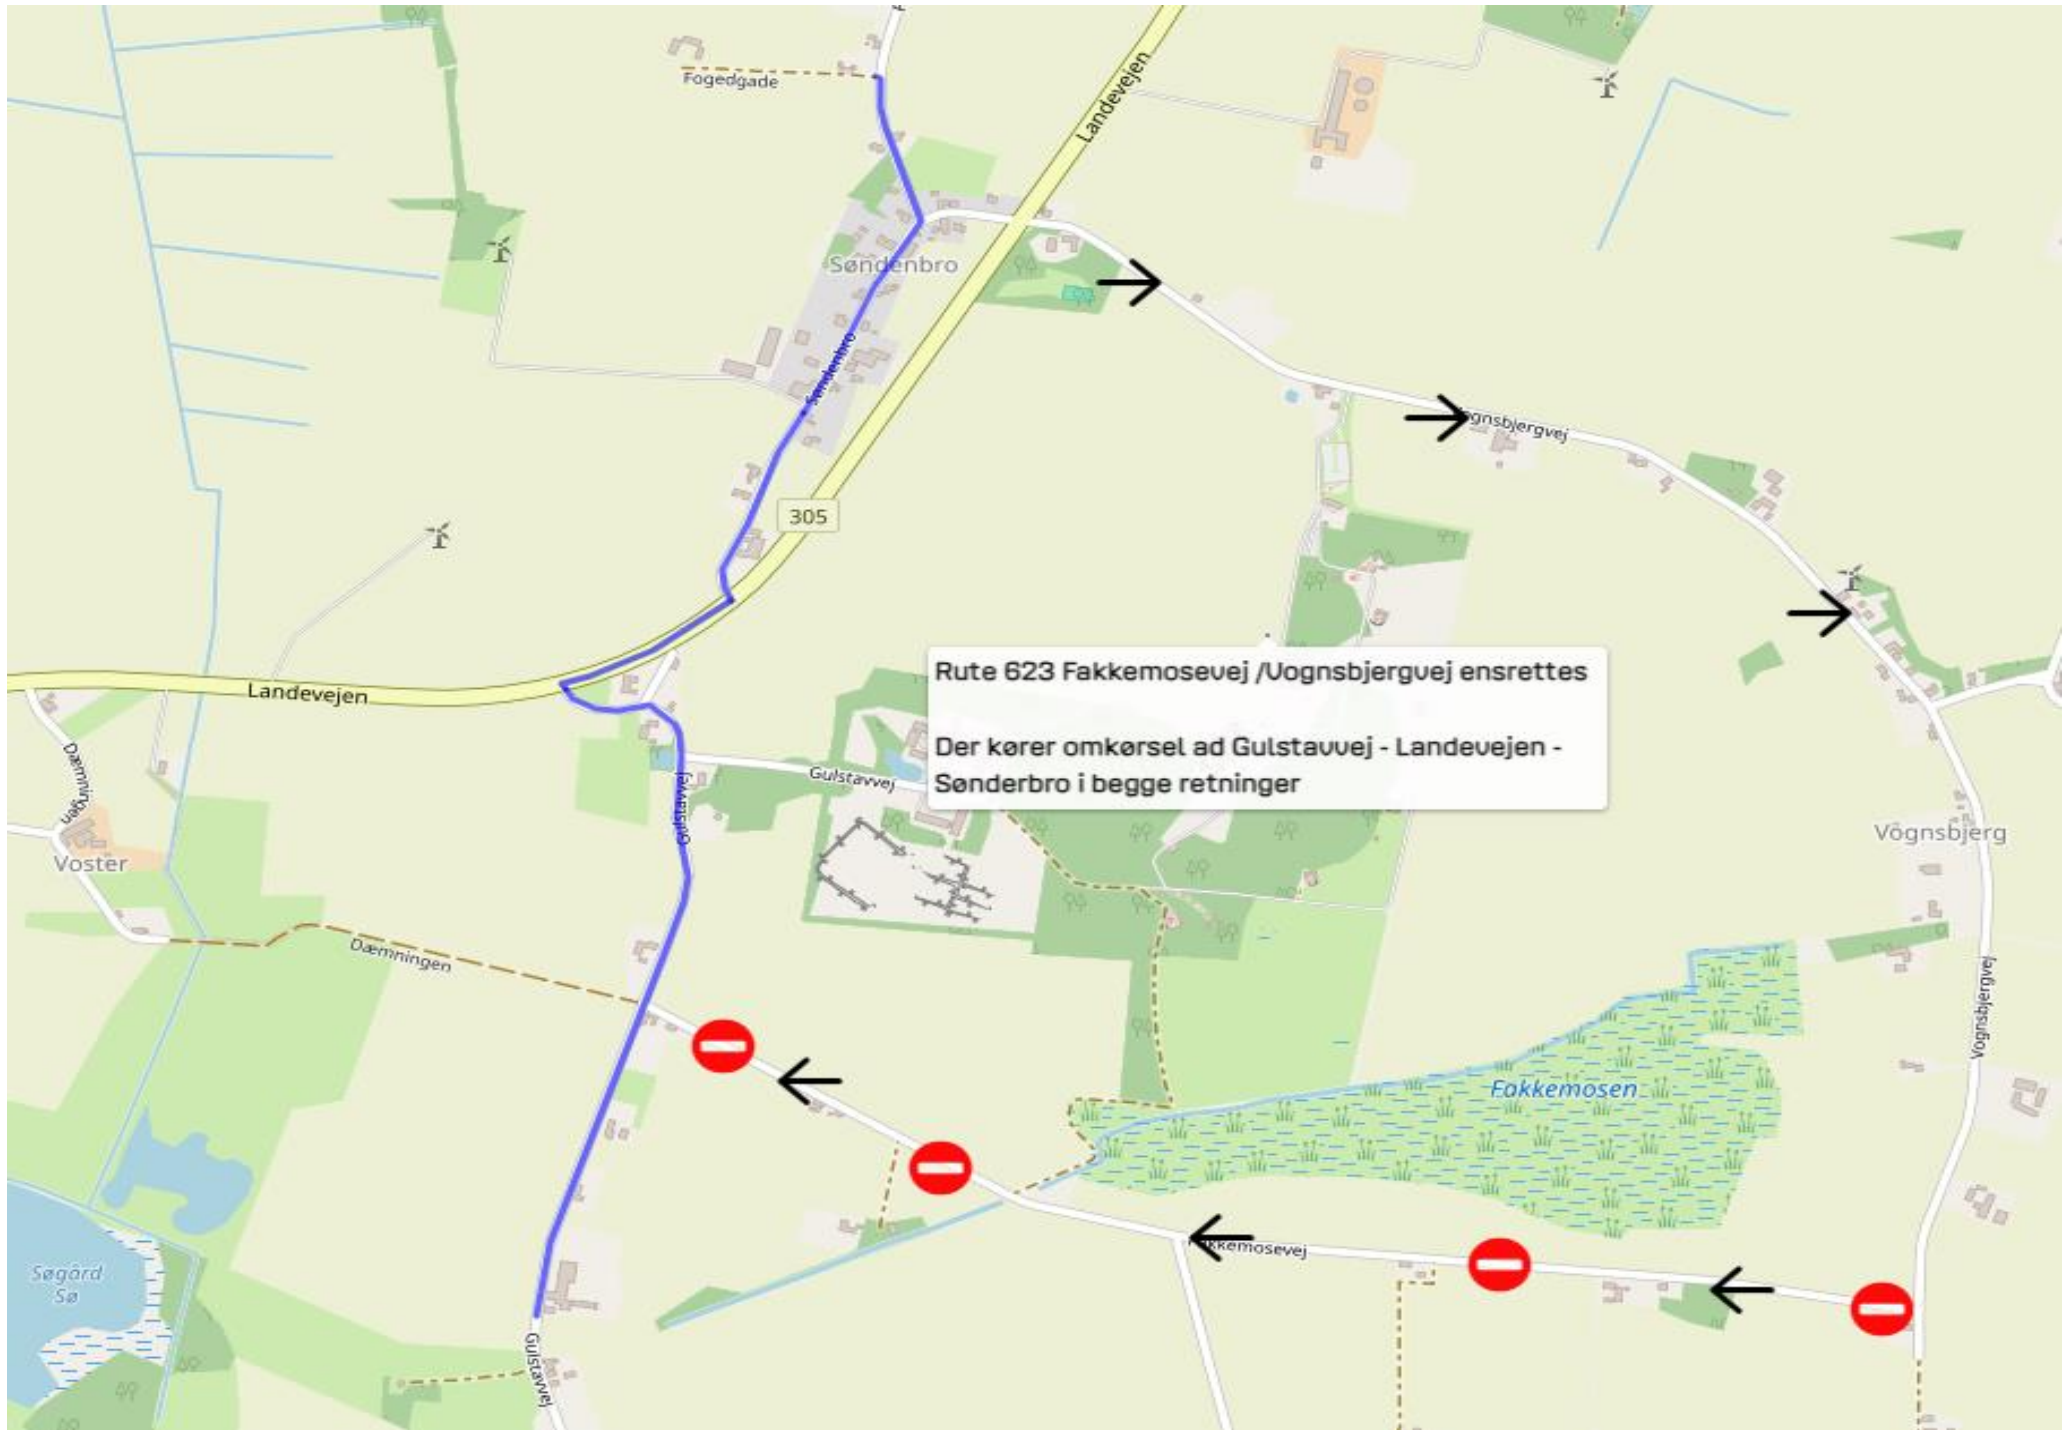 Fogedgade
Landevejen
Søndenbro
Søndenbro
Vognsbjergvej
305
Landevejen
Rute 623 Fakkemosevej /Vognsbjergvej ensrettes
Der kører omkørsel ad Gulstavvej - Landevejen -
Sønderbro i begge retninger
Gulstavvej
Gulstavvej
Dæmningen
Voster
Vognsbjerg
Dæmningen
Vognsbjergvej
Fakkemosen
Fakkemosevej
Søgård
Sø
Gulstavvej